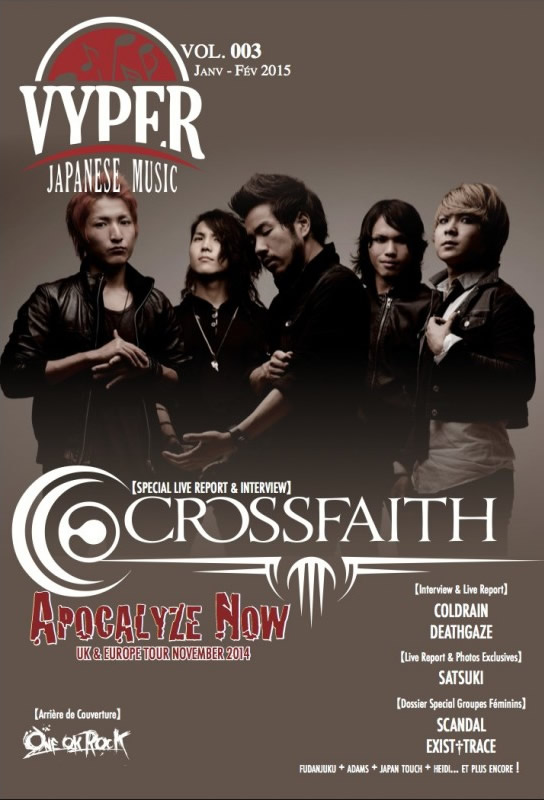 VOL. 003
Janv - Fév 2015
VYPER
JAPANESE MUSIC
【SPECIAL LIVE REPORT & INTERVIEW】
CROSSFAITH
APOCALYZE NOW
UK & EUROPE TOUR NOVEMBER 2014
【Interview & Live Report】
COLDRAIN
DEATHGAZE
【Live Report & Photos Exclusives】
SATSUKI
【Dossier Special Groupes Féminins】
SCANDAL
EXIST†TRACE
【Arrière de Couverture】
ONE OK ROCK
FUDANJUKU + ADAMS + JAPAN TOUCH + HEIDI... ET PLUS ENCORE !